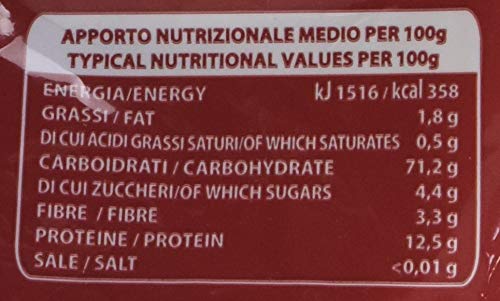 APPORTO NUTRIZIONALE MEDIO PER 100g
TYPICAL NUTRITIONAL VALUES PER 100g
ENERGIA/ENERGY kJ 1516/kcal 358
GRASSI/ FAT 1,8 g
DI CUI ACIDI GRASSI SATURI/OF WHICH SATURATES 0,5 g
CARBOIDRATI / CARBOHYDRATE 71,2 g
DI CUI ZUCCHERI/OF WHICH SUGARS 4,4 g
FIBRE / FIBRE 3,3 g
PROTEINE / PROTEIN 12,5 g
SALE / SALT <0,01 g